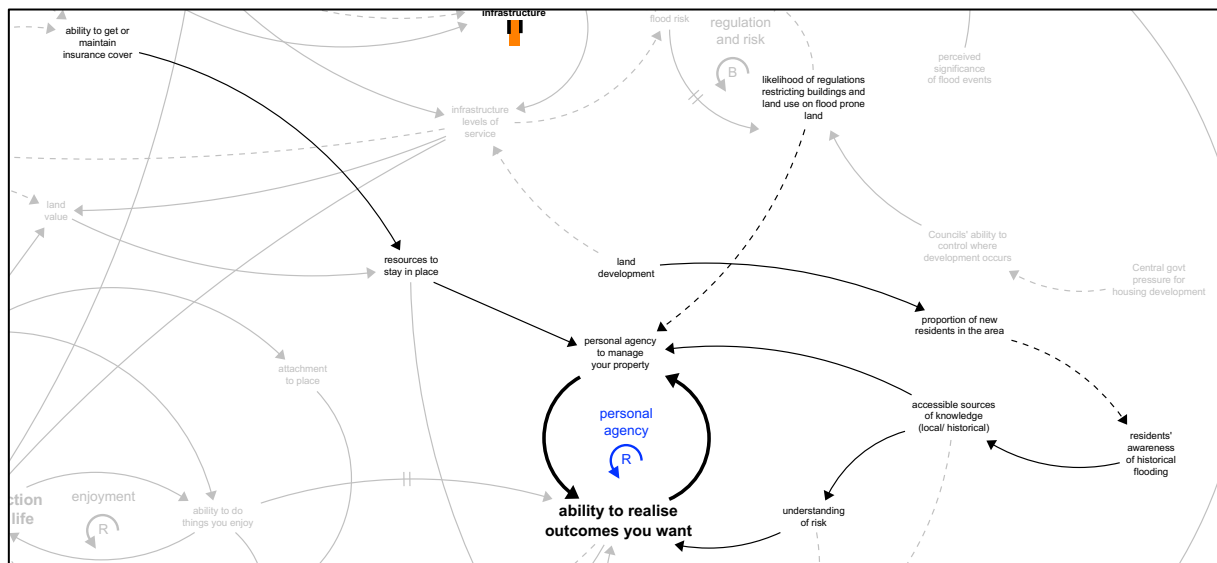 infrastructure
ability to get or
maintain
insurance cover
flood risk
regulation
and risk
B
perceived
significance
of flood events
likelihood of regulations
restricting buildings and
land use on flood prone
land
infrastructure
levels of
service
land
value
resources to
stay in place
land
development
Councils' ability to
control where
development occurs
Central govt
pressure for
housing development
proportion of new
residents in the area
personal agency
to manage
your property
attachment
to place
personal
agency
R
accessible sources
of knowledge
(local/ historical)
residents'
awareness
of historical
flooding
ction
life
enjoyment
R
ability to do
things you enjoy
ability to realise
outcomes you want
understanding
of risk